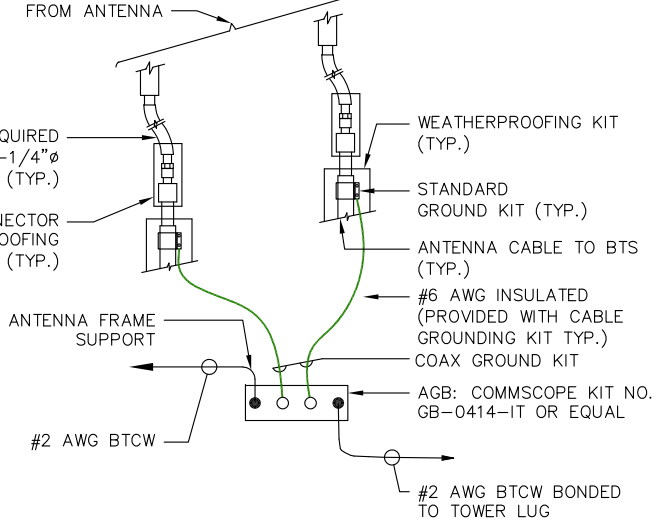 FROM ANTENNA
QUIRED
-1/4"ø
(TYP.)
NECTOR
OOFING
(TYP.)
WEATHERPROOFING KIT
(TYP.)
STANDARD
GROUND KIT (TYP.)
ANTENNA CABLE TO BTS
(TYP.)
#6 AWG INSULATED
(PROVIDED WITH CABLE
GROUNDING KIT TYP.)
ANTENNA FRAME
SUPPORT
COAX GROUND KIT
AGB: COMMSCOPE KIT NO.
GB-0414-IT OR EQUAL
#2 AWG BTCW
#2 AWG BTCW BONDED
TO TOWER LUG